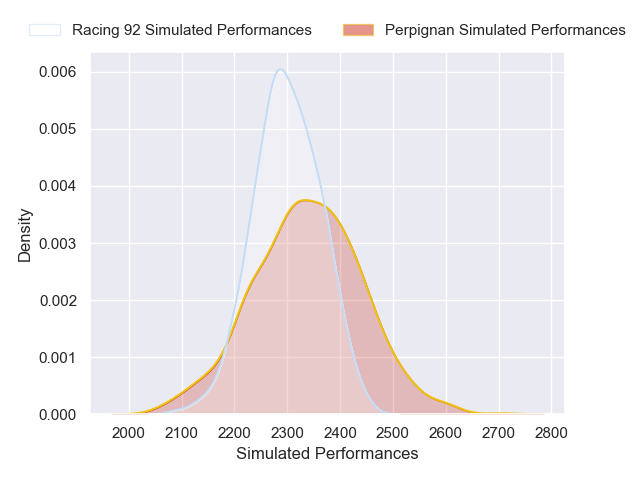 Racing 92 Simulated Performances Perpignan Simulated Performances
0.006
0.005
0.004
0.003
0.002
0.001
0.000
Density
2000 2100 2200 2300 2400 2500 2600 2700 2800
Simulated Performances